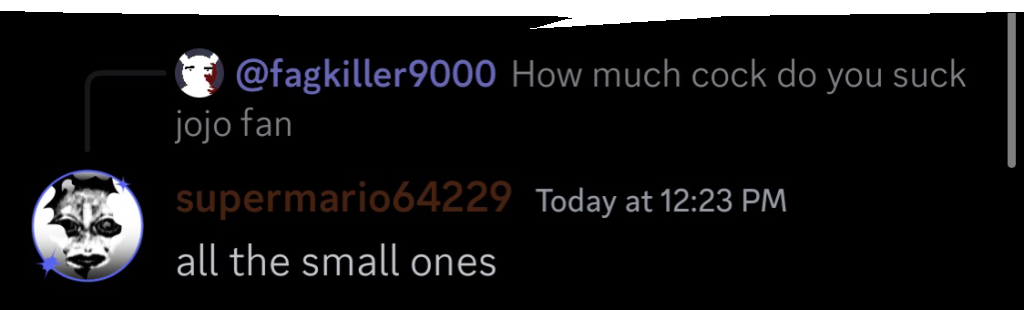 @fagkiller9000 How much cock do you suck
jojo fan
supermario64229 Today at 12:23 PM
all the small ones